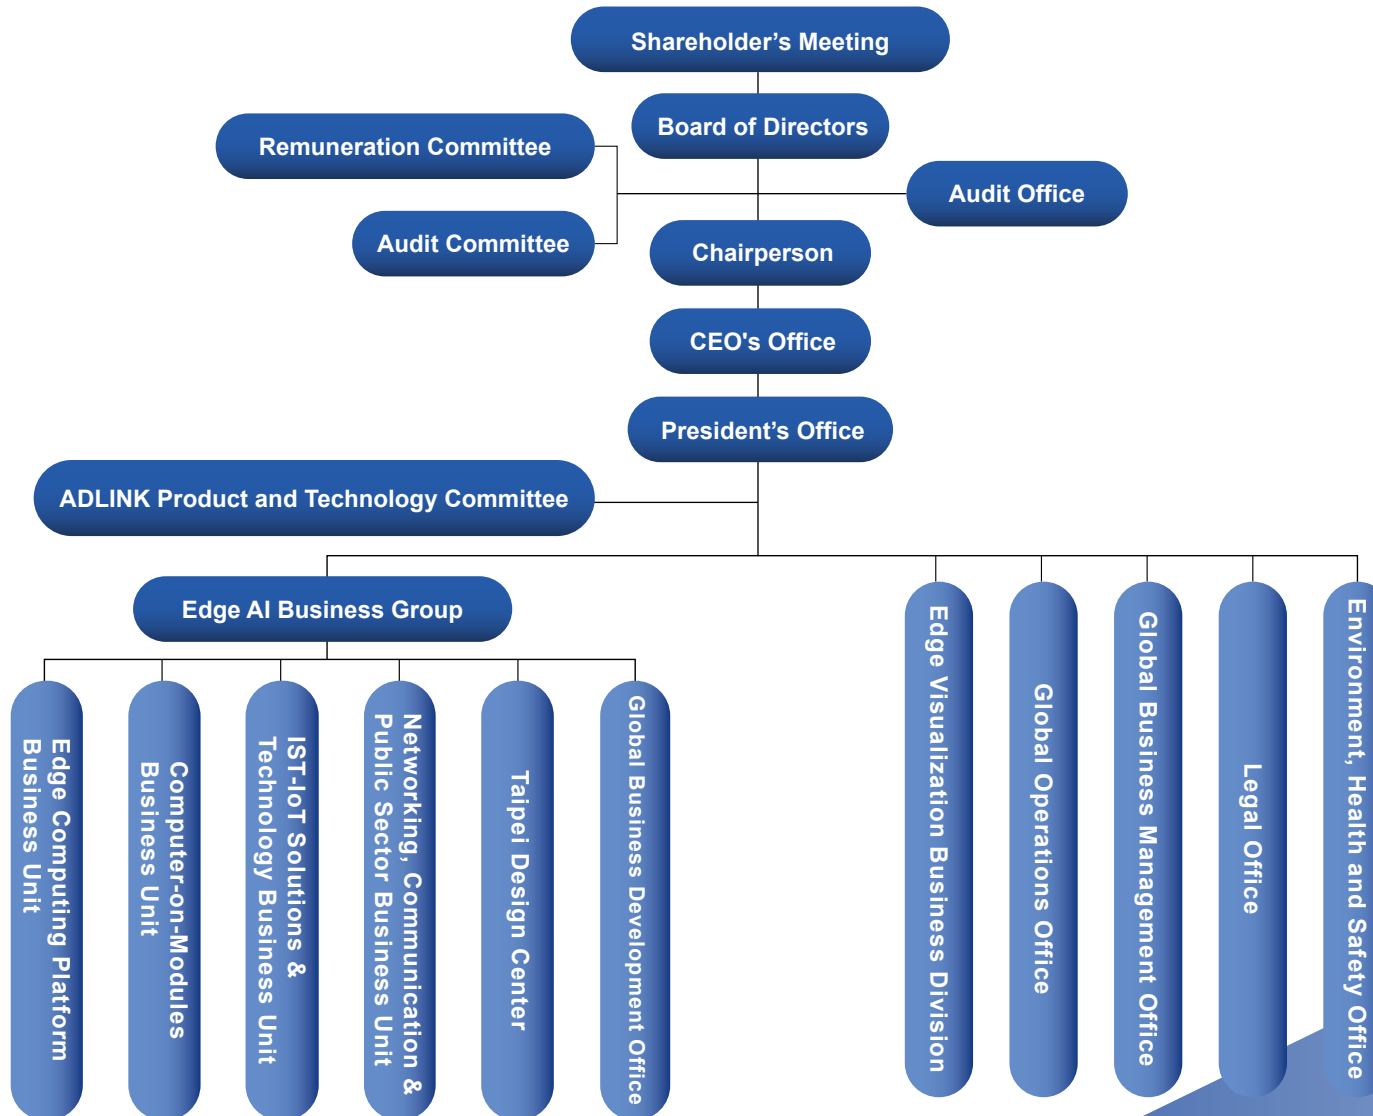 Shareholder’s Meeting
Board of Directors
Remuneration Committee
Audit Office
Audit Committee
Chairperson
CEO's Office
President’s Office
ADLINK Product and Technology Committee
Edge AI Business Group
Edge Computing Platform
Business Unit
Computer-on-Modules
Business Unit
IST-IoT Solutions &
Technology Business Unit
Networking, Communication &
Public Sector Business Unit
Taipei Design Center
Global Business Development Office
Edge Visualization Business Division
Global Operations Office
Global Business Management Office
Legal Office
Environment, Health and Safety Office